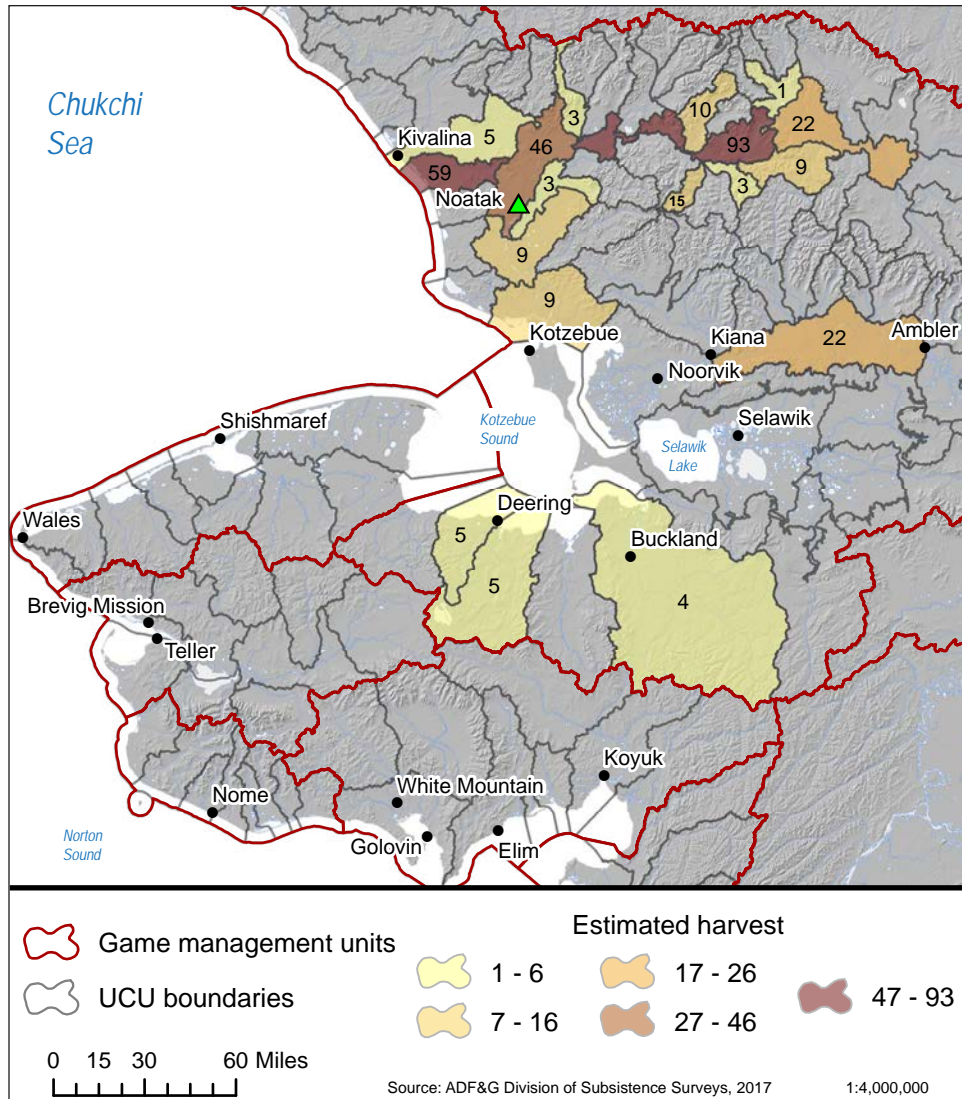 Chukchi
Sea
1
10
3
22
5
46
Kivalina
93
59
9
3
3
Noatak
15
9
9
Kotzebue
Kiana
22
Ambler
Noorvik
Shishmaref
Kotzebue
Sound
Selawik
Selawik
Lake
Deering
Wales
5
Buckland
5
4
Brevig Mission
Teller
Koyuk
White Mountain
Nome
Norton
Sound
Golovin
Elim
Estimated harvest
Game management units
1 - 6
17 - 26
47 - 93
UCU boundaries
7 - 16
27 - 46
0 15 30 60 Miles
Source: ADF&G Division of Subsistence Surveys, 2017
1:4,000,000